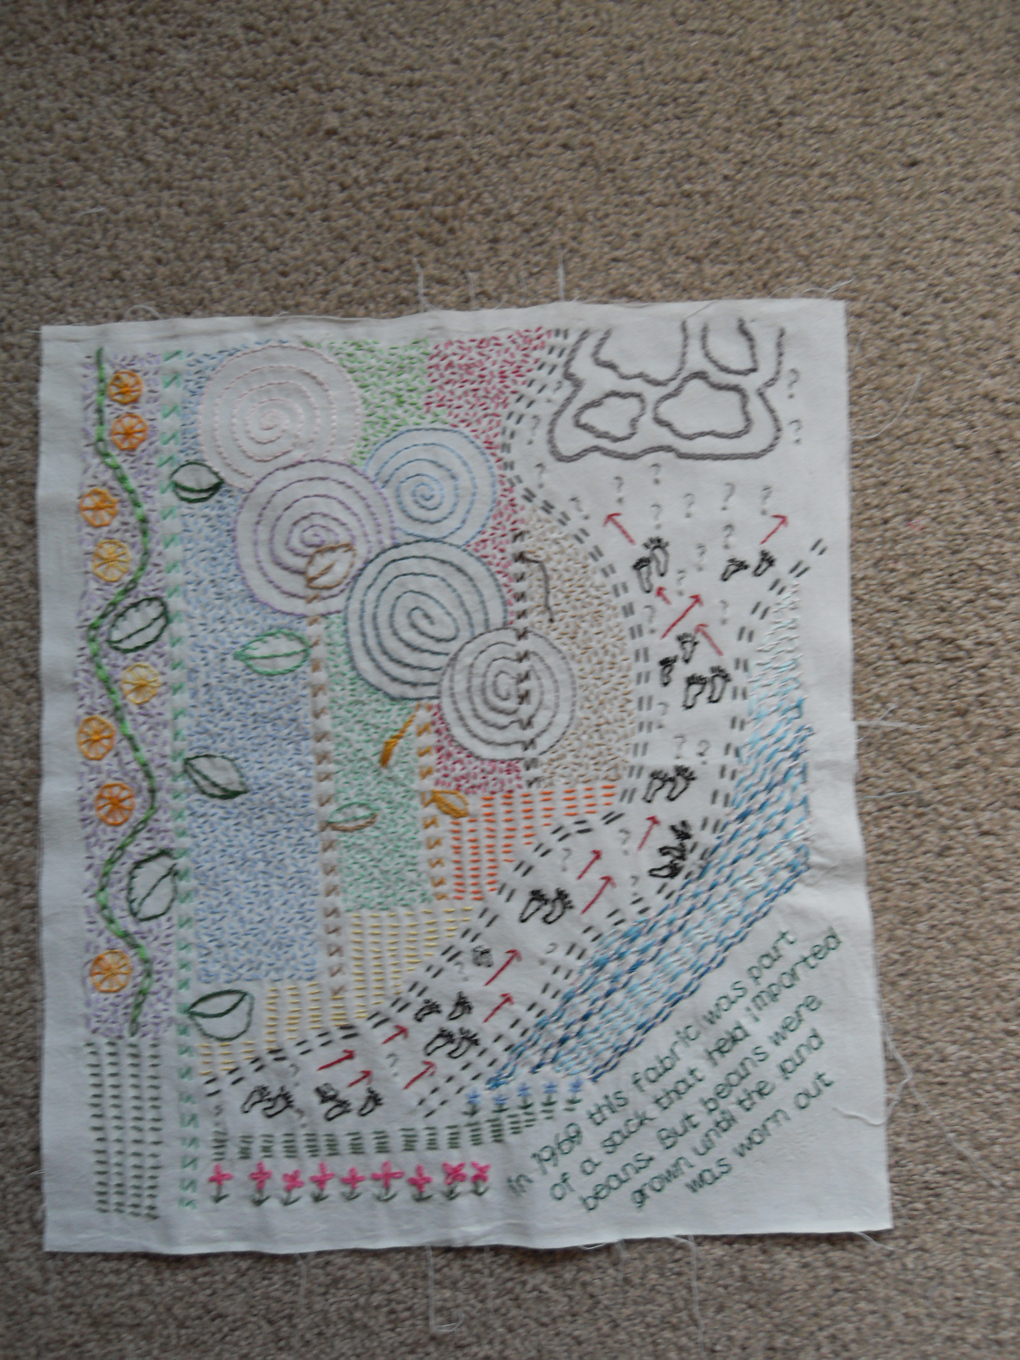 In 1969 this fabric was part
of a sack that held imported
beans. But beans were
grown until the land
was worn out